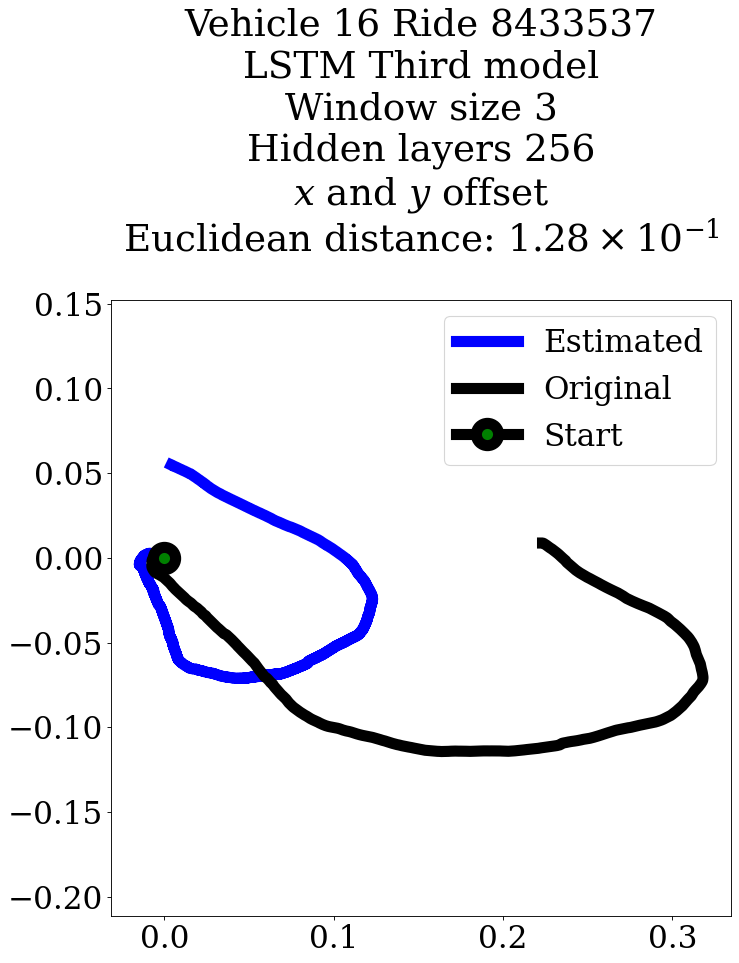 Vehicle 16 Ride 8433537
LSTM Third model
Window size 3
Hidden layers 256
x and y offset
Euclidean distance: 1.28 × 10⁻¹
0.15
0.10
0.05
0.00
−0.05
−0.10
−0.15
−0.20
Estimated
Original
Start
0.0 0.1 0.2 0.3